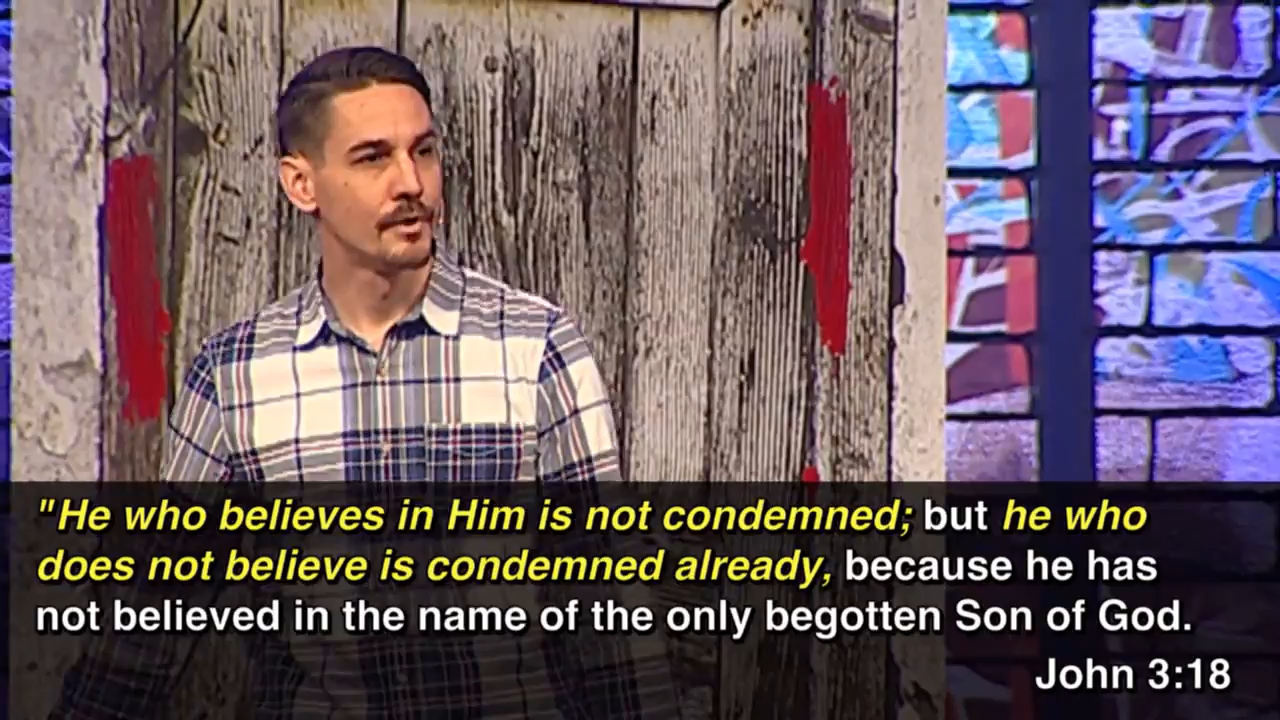 "He who believes in Him is not condemned; but he who
does not believe is condemned already, because he has
not believed in the name of the only begotten Son of God.
John 3:18